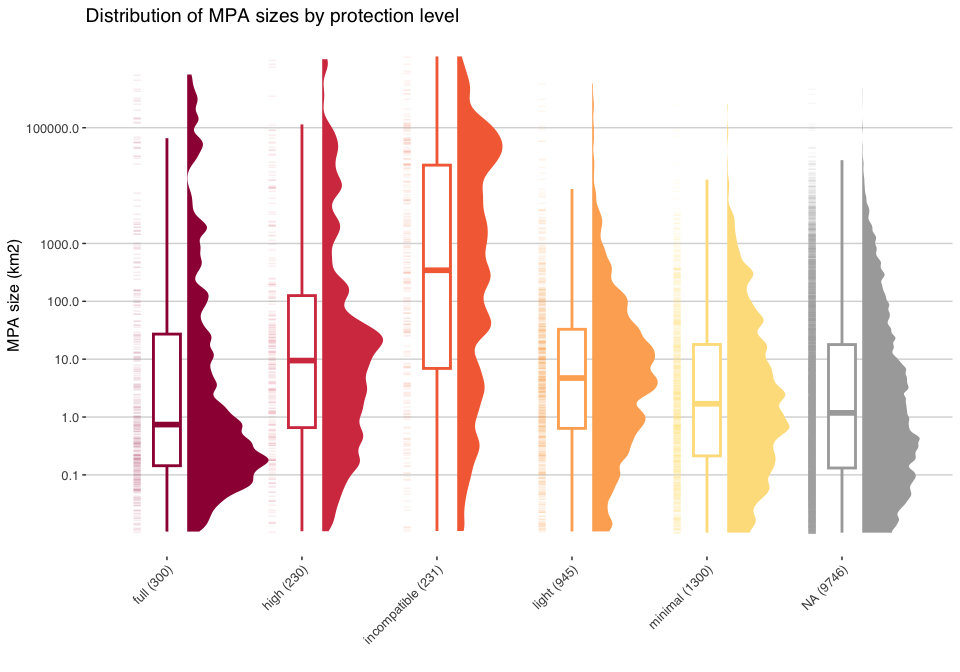 Distribution of MPA sizes by protection level
MPA size (km2)
100000.0
1000.0
100.0
10.0
1.0
0.1
full (300)
high (230)
incompatible (231)
light (945)
minimal (1300)
NA (9746)